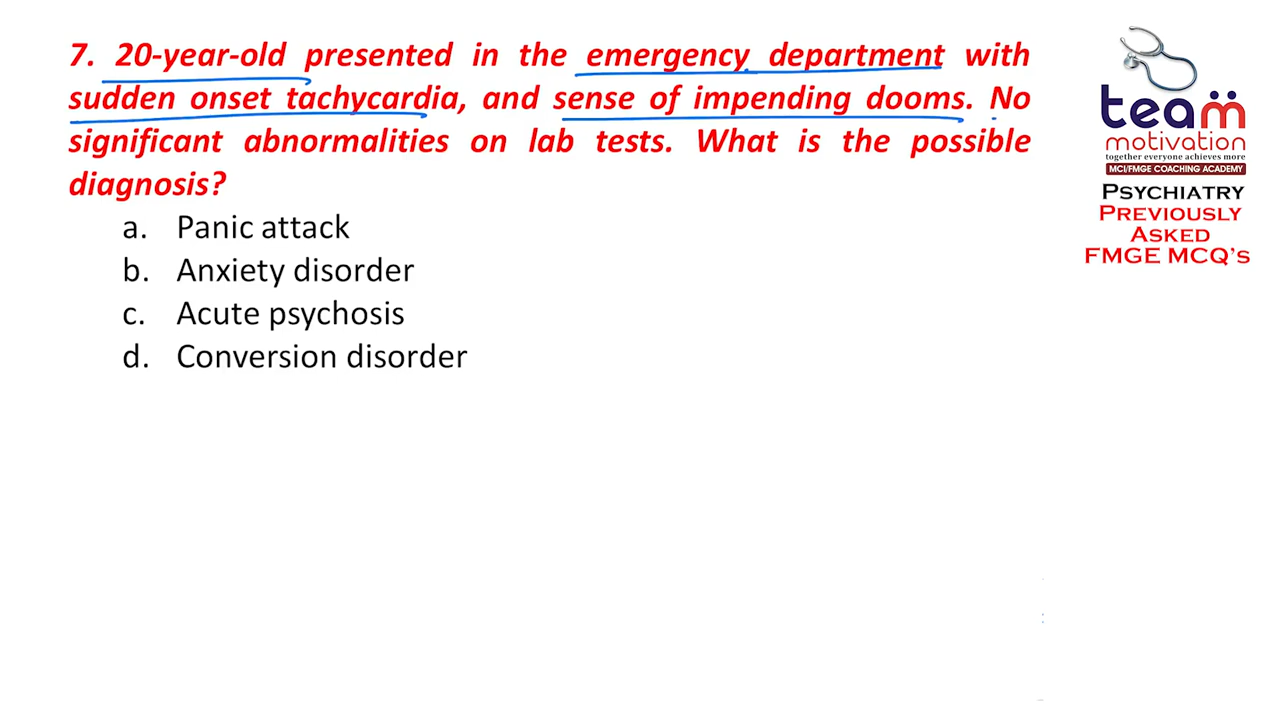 7. 20-year-old presented in the emergency department with
sudden onset tachycardia, and sense of impending dooms. No
significant abnormalities on lab tests. What is the possible
diagnosis?
a. Panic attack
b. Anxiety disorder
c. Acute psychosis
d. Conversion disorder
team
motivation
together everyone achieves more
MCI/FMGE COACHING ACADEMY
PSYCHIATRY
PREVIOUSLY
ASKED
FMGE MCQ's